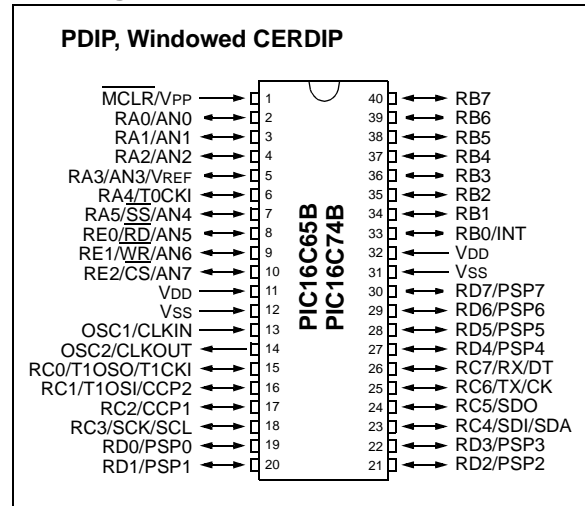 PDIP, Windowed CERDIP
MCLR/VPP 1 40 RB7
RA0/AN0 2 39 RB6
RA1/AN1 3 38 RB5
RA2/AN2 4 37 RB4
RA3/AN3/VREF 5 36 RB3
RA4/T0CKI 6 35 RB2
RA5/SS/AN4 7 34 RB1
RE0/RD/AN5 8 33 RB0/INT
RE1/WR/AN6 9 32 VDD
RE2/CS/AN7 10 31 VSS
VDD 11 30 RD7/PSP7
VSS 12 29 RD6/PSP6
OSC1/CLKIN 13 28 RD5/PSP5
OSC2/CLKOUT 14 27 RD4/PSP4
RC0/T1OSO/T1CKI 15 26 RC7/RX/DT
RC1/T1OSI/CCP2 16 25 RC6/TX/CK
RC2/CCP1 17 24 RC5/SDO
RC3/SCK/SCL 18 23 RC4/SDI/SDA
RD0/PSP0 19 22 RD3/PSP3
RD1/PSP1 20 21 RD2/PSP2
PIC16C65B
PIC16C74B